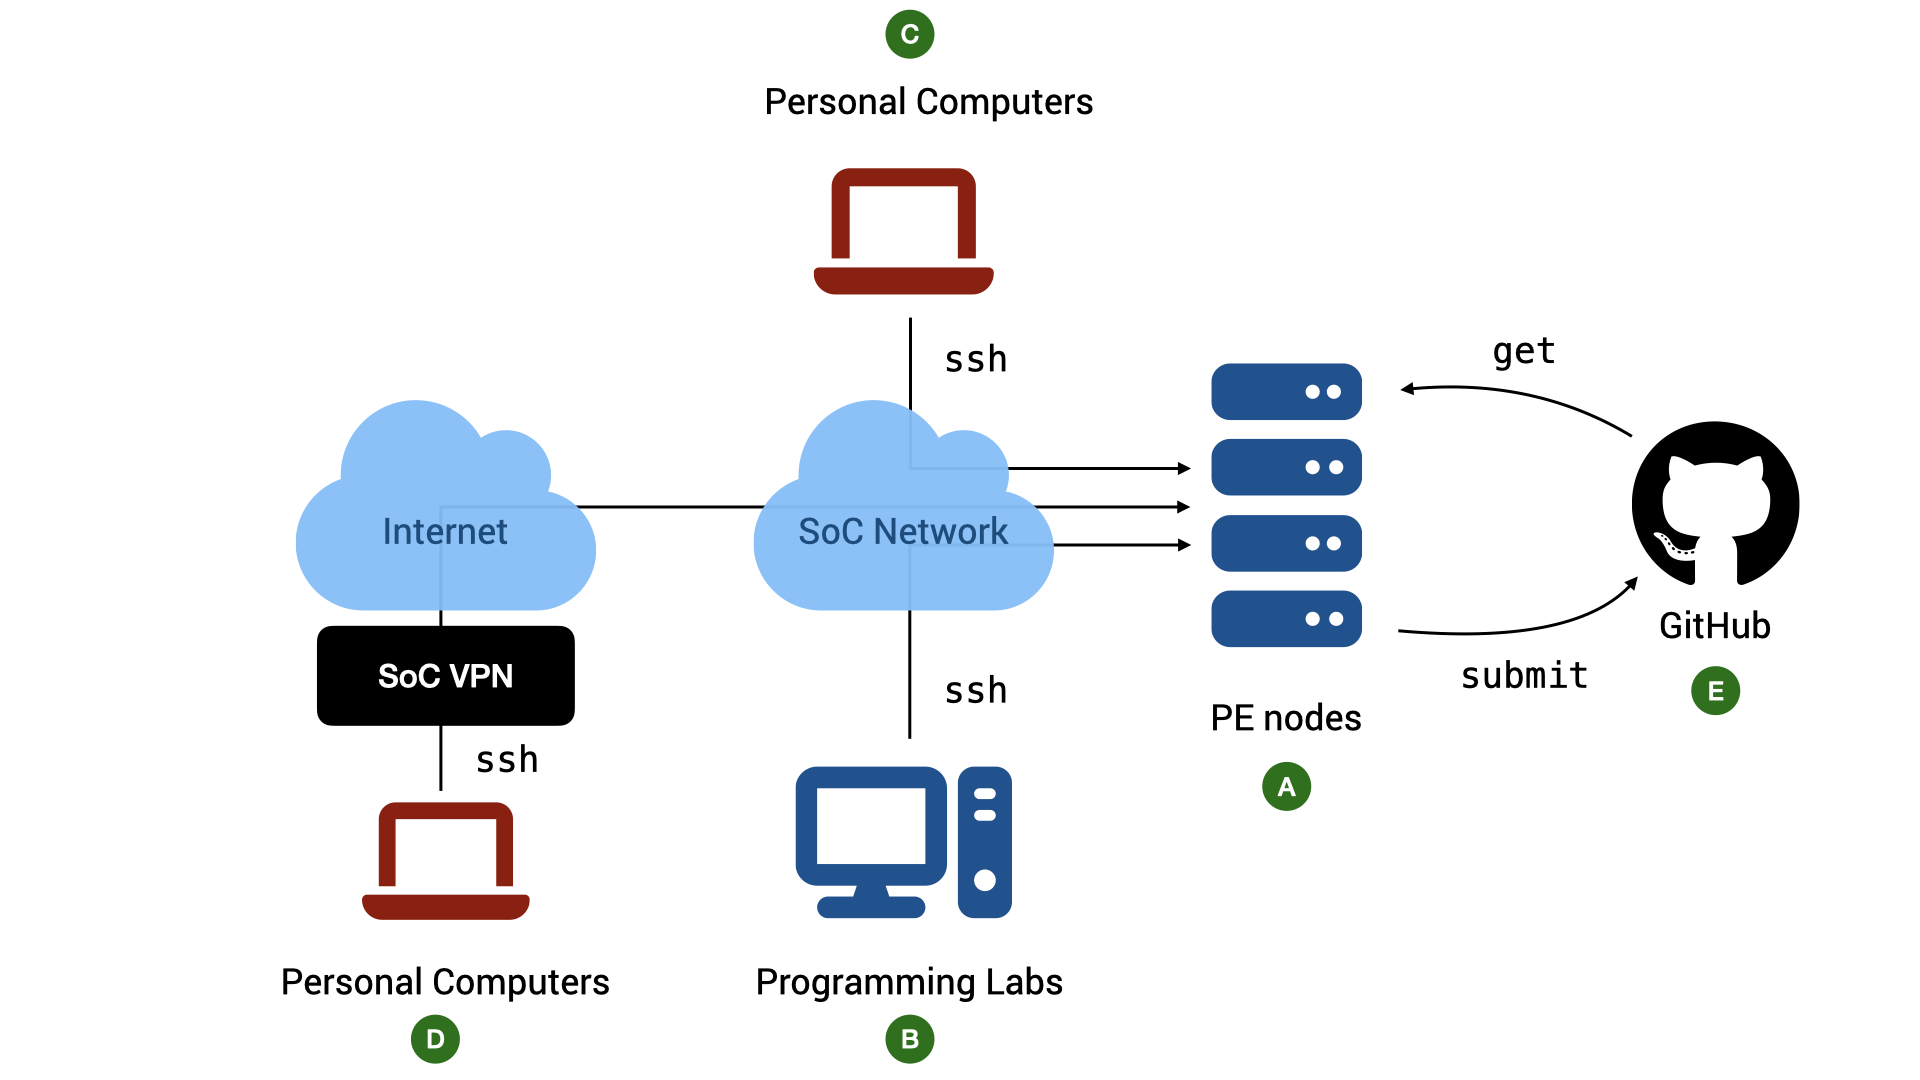 C
Personal Computers
ssh
get
Internet
SoC Network
GitHub
E
submit
SoC VPN
ssh
PE nodes
A
ssh
Personal Computers
D
Programming Labs
B